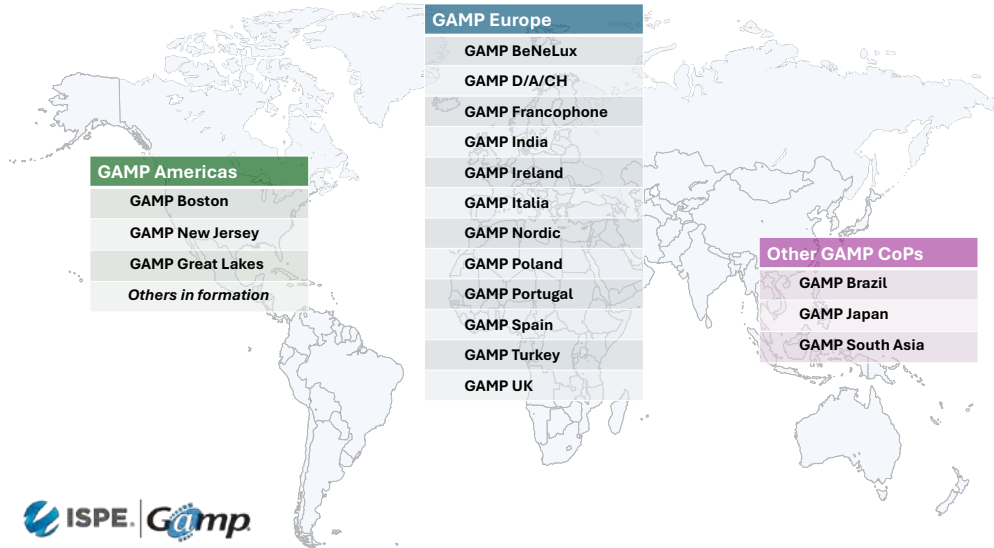 GAMP Europe
GAMP BeNeLux
GAMP D/A/CH
GAMP Francophone
GAMP India
GAMP Ireland
GAMP Italia
GAMP Nordic
GAMP Poland
GAMP Portugal
GAMP Spain
GAMP Turkey
GAMP UK
GAMP Americas
GAMP Boston
GAMP New Jersey
GAMP Great Lakes
Others in formation
Other GAMP CoPs
GAMP Brazil
GAMP Japan
GAMP South Asia
ISPE. | Gamp.